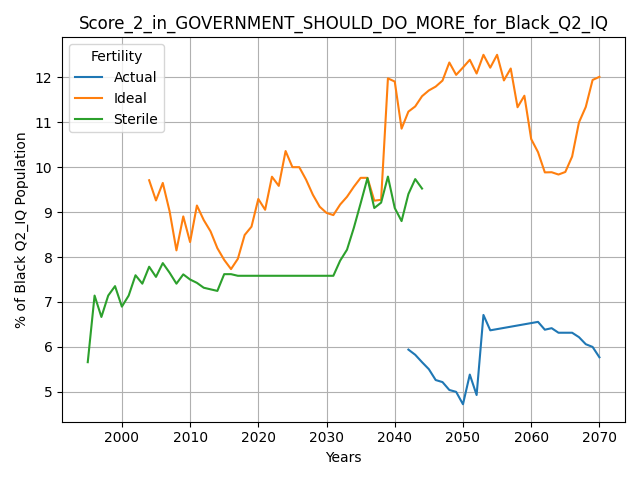 Score_2_in_GOVERNMENT_SHOULD_DO_MORE_for_Black_Q2_IQ
Fertility
Actual
Ideal
Sterile
% of Black Q2_IQ Population
12
11
10
9
8
7
6
5
2000 2010 2020 2030 2040 2050 2060 2070
Years